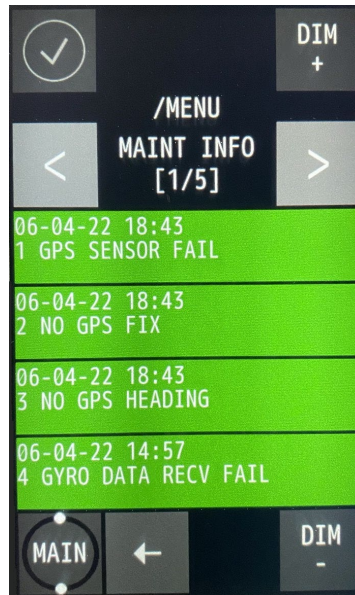 DIM
+
/MENU
MAINT INFO
[1/5]
<
>
06-04-22 18:43
1 GPS SENSOR FAIL
06-04-22 18:43
2 NO GPS FIX
06-04-22 18:43
3 NO GPS HEADING
06-04-22 14:57
4 GYRO DATA RECV FAIL
MAIN
←
DIM
-